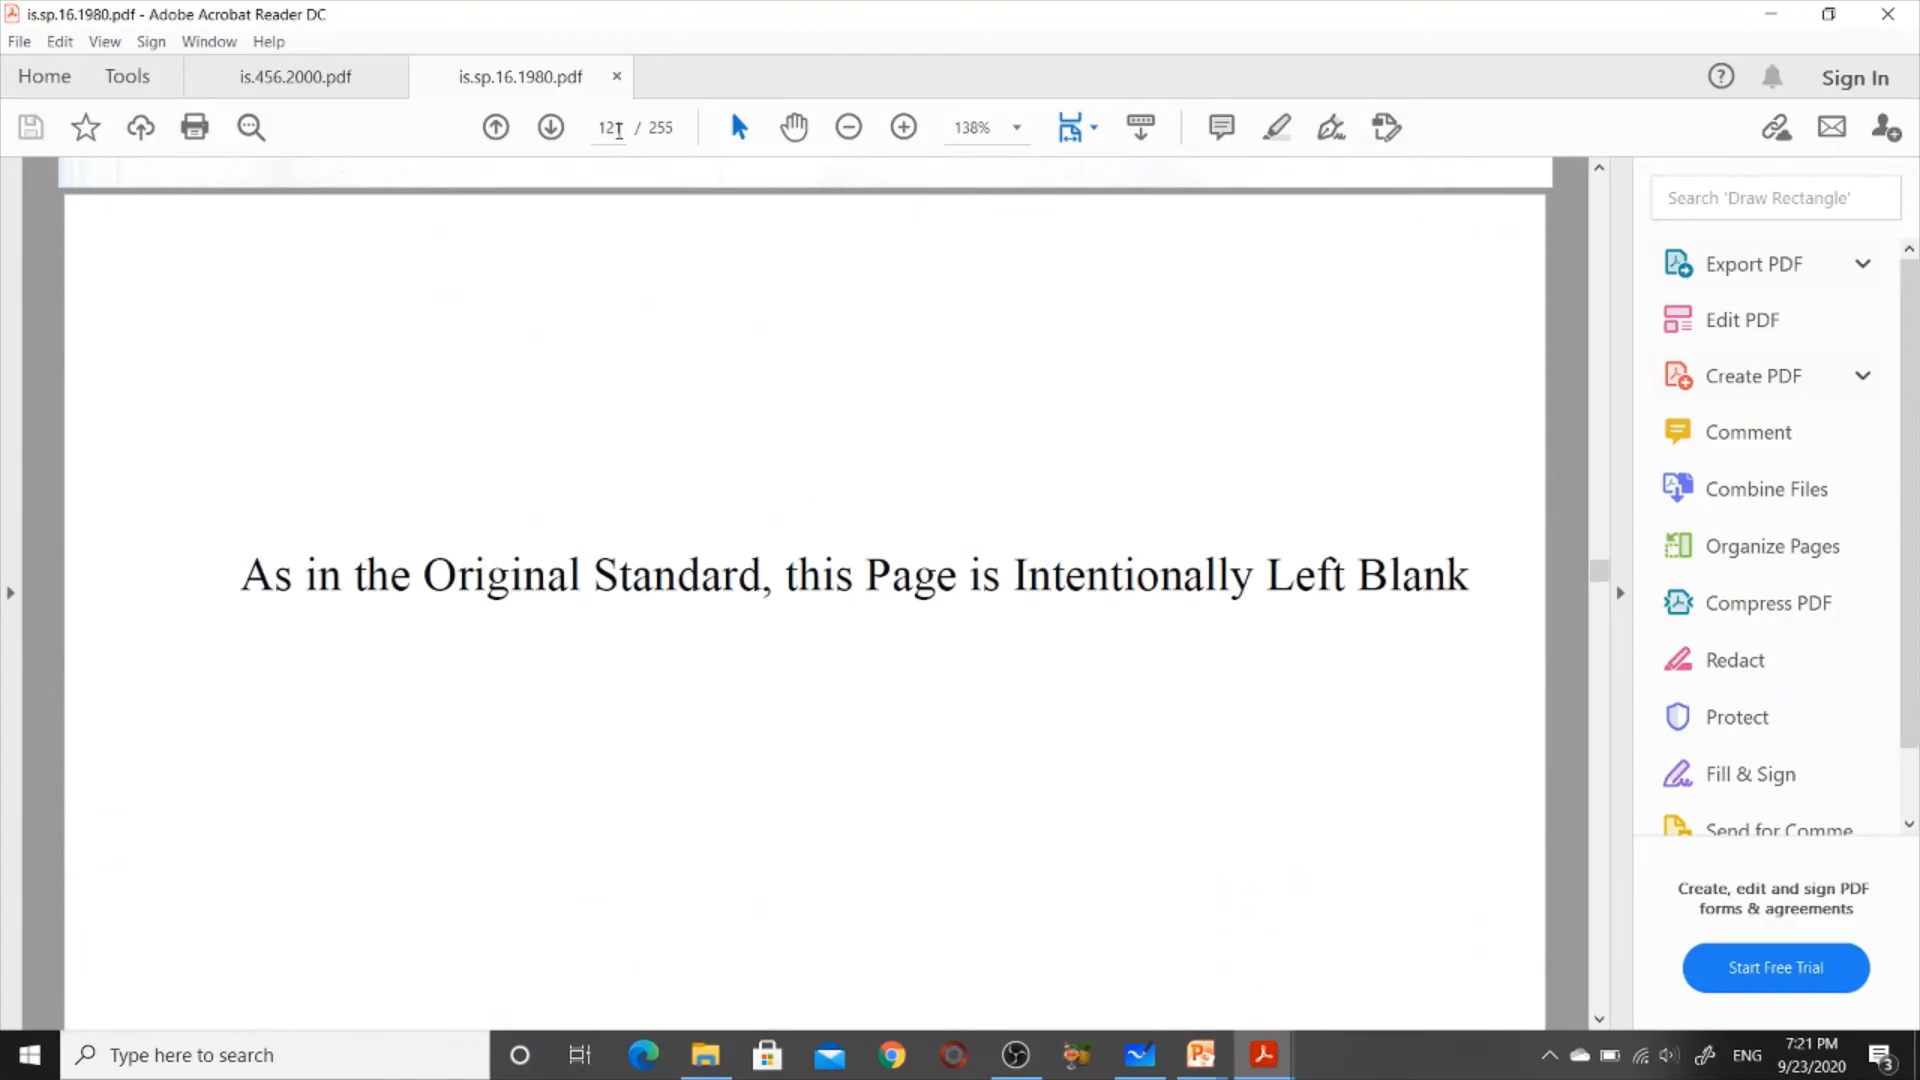 is.sp.16.1980.pdf - Adobe Acrobat Reader DC
File Edit View Sign Window Help
Home Tools is.456.2000.pdf is.sp.16.1980.pdf × Sign In
/ 255 138%
Search 'Draw Rectangle'
Export PDF
Edit PDF
Create PDF
Comment
Combine Files
Organize Pages
Compress PDF
Redact
Protect
Fill & Sign
Send for Comme
As in the Original Standard, this Page is Intentionally Left Blank
Create, edit and sign PDF
forms & agreements
Start Free Trial
Type here to search
ENG
7:21 PM
9/23/2020
3